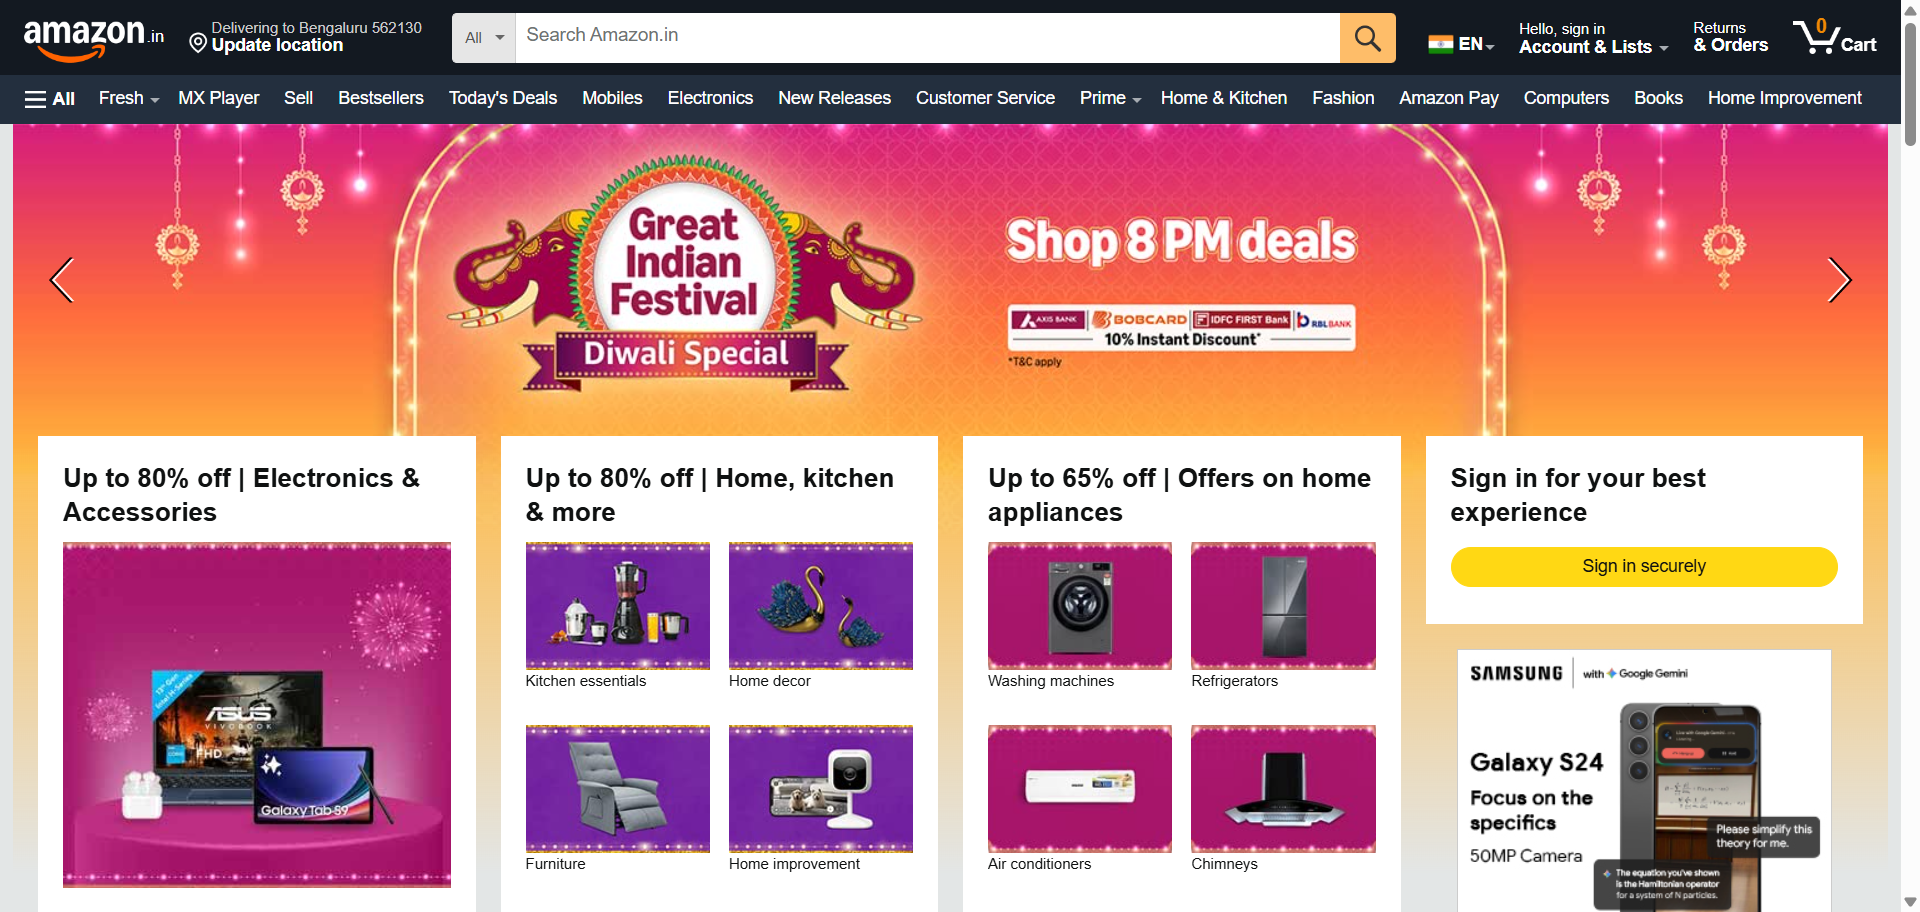 amazon.in
Delivering to Bengaluru 562130
Update location
All
Search Amazon.in
EN
Hello, sign in
Account & Lists
Returns
& Orders
0
Cart
All
Fresh
MX Player
Sell
Bestsellers
Today's Deals
Mobiles
Electronics
New Releases
Customer Service
Prime
Home & Kitchen
Fashion
Amazon Pay
Computers
Books
Home Improvement
Great
Indian
Festival
Diwali Special
Shop 8 PM deals
AXIS BANK
BOBCARD
IDFC FIRST Bank
RBLBANK
10% Instant Discount*
*T&C apply
Up to 80% off | Electronics &
Accessories
13th Gen
Intel H-Series
ASUS
VIVOBOOK
FHD
Galaxy Tab S9
Up to 80% off | Home, kitchen
& more
Kitchen essentials
Home decor
Furniture
Home improvement
Up to 65% off | Offers on home
appliances
Washing machines
Refrigerators
Air conditioners
Chimneys
Sign in for your best
experience
Sign in securely
SAMSUNG
with Google Gemini
Galaxy S24
Focus on the
specifics
50MP Camera
Please simplify this
theory for me.
The equation you've shown
is the Hamiltonian operator
for a system of N particles.